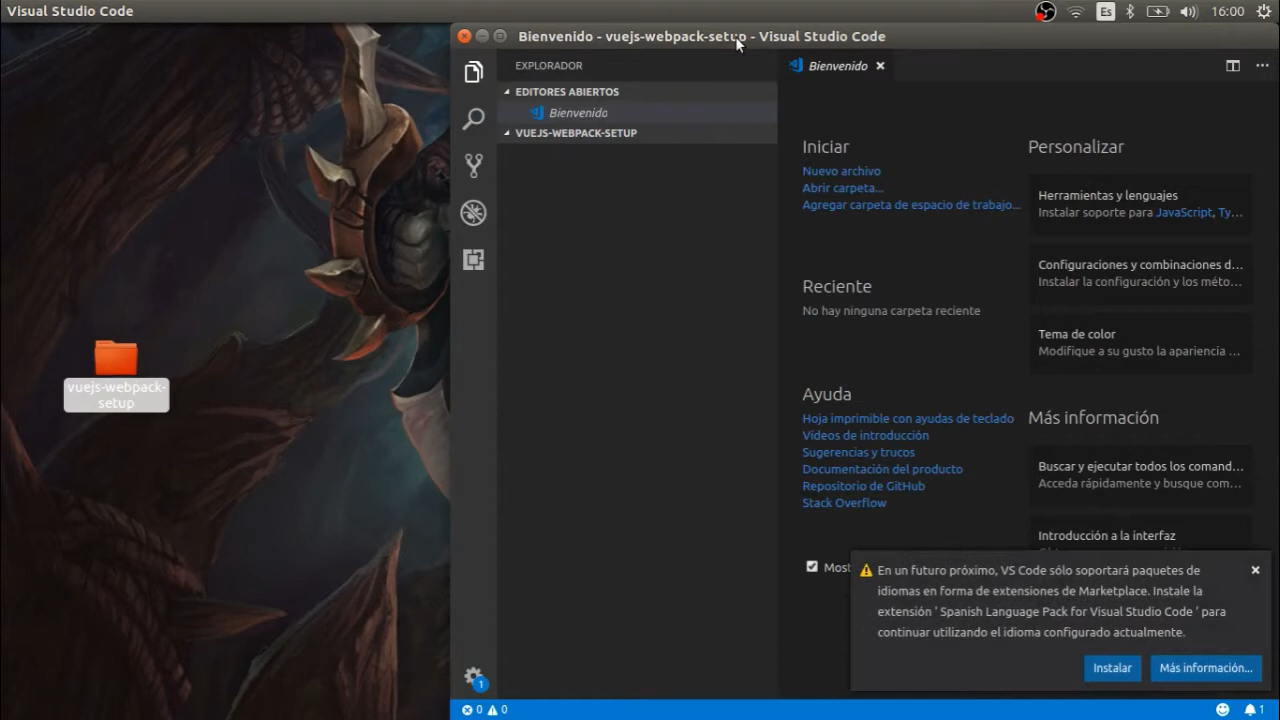 Visual Studio Code
Es
16:00
Bienvenido - vuejs-webpack-setup - Visual Studio Code
EXPLORADOR
EDITORES ABIERTOS
Bienvenido
VUEJS-WEBPACK-SETUP
Bienvenido
Iniciar
Nuevo archivo
Abrir carpeta...
Agregar carpeta de espacio de trabajo...
Reciente
No hay ninguna carpeta reciente
Ayuda
Hoja imprimible con ayudas de teclado
Vídeos de introducción
Sugerencias y trucos
Documentación del producto
Repositorio de GitHub
Stack Overflow
Most
Personalizar
Herramientas y lenguajes
Instalar soporte para JavaScript, Ty...
Configuraciones y combinaciones d...
Instalar la configuración y los méto...
Tema de color
Modifique a su gusto la apariencia ...
Más información
Buscar y ejecutar todos los comand...
Acceda rápidamente y busque com...
Introducción a la interfaz
En un futuro próximo, VS Code sólo soportará paquetes de
idiomas en forma de extensiones de Marketplace. Instale la
extensión ' Spanish Language Pack for Visual Studio Code ' para
continuar utilizando el idioma configurado actualmente.
Instalar
Más información...
vuejs-webpack-
setup
1
0 0
1